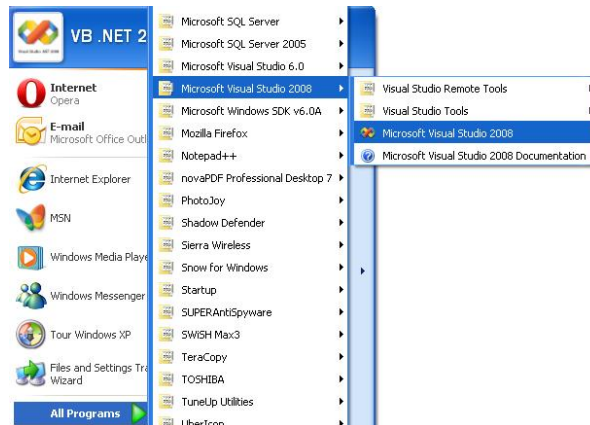 VB .NET 2
Internet
Opera
E-mail
Microsoft Office Outl
Internet Explorer
MSN
Windows Media Playe
Windows Messenger
Tour Windows XP
Files and Settings Tra
Wizard
All Programs
Microsoft SQL Server
Microsoft SQL Server 2005
Microsoft Visual Studio 6.0
Microsoft Visual Studio 2008
Microsoft Windows SDK v6.0A
Mozilla Firefox
Notepad++
novaPDF Professional Desktop 7
PhotoJoy
Shadow Defender
Sierra Wireless
Snow for Windows
Startup
SUPERAntiSpyware
SWiSH Max3
TeraCopy
TOSHIBA
TuneUp Utilities
UberIcon
Visual Studio Remote Tools
Visual Studio Tools
Microsoft Visual Studio 2008
Microsoft Visual Studio 2008 Documentation